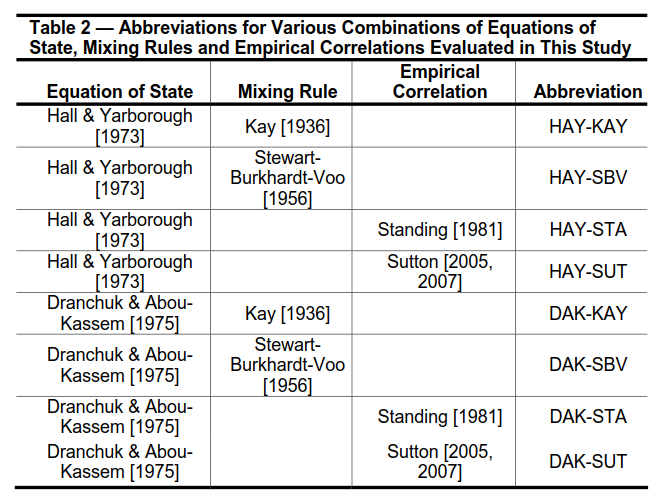 Table 2 — Abbreviations for Various Combinations of Equations of
State, Mixing Rules and Empirical Correlations Evaluated in This Study
Equation of State Mixing Rule Empirical Correlation Abbreviation
Hall & Yarborough
[1973]
Kay [1936]
HAY-KAY
Hall & Yarborough
[1973]
Stewart-
Burkhardt-Voo
[1956]
HAY-SBV
Hall & Yarborough
[1973]
Standing [1981]
HAY-STA
Hall & Yarborough
[1973]
Sutton [2005,
2007]
HAY-SUT
Dranchuk & Abou-
Kassem [1975]
Kay [1936]
DAK-KAY
Dranchuk & Abou-
Kassem [1975]
Stewart-
Burkhardt-Voo
[1956]
DAK-SBV
Dranchuk & Abou-
Kassem [1975]
Standing [1981]
DAK-STA
Dranchuk & Abou-
Kassem [1975]
Sutton [2005,
2007]
DAK-SUT